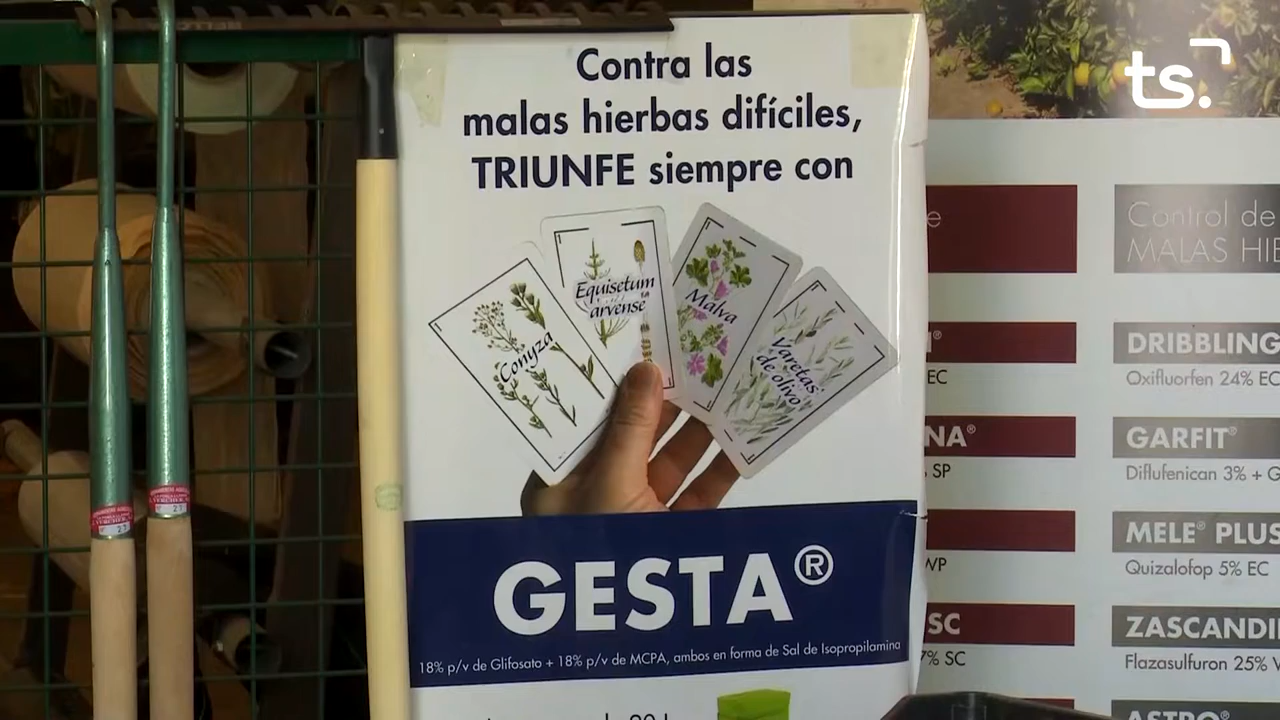 ts.
Contra las
malas hierbas difíciles,
TRIUNFE siempre con
Conyza
Equisetum
arvense
Malva
Varetas
de olivo
GESTA®
18% p/v de Glifosato + 18% p/v de MCPA, ambos en forma de Sal de Isopropilamina
EC
NA®
SP
WP
SC
% SC
Control de
MALAS HIE
DRIBBLING
Oxifluorfen 24% EC
GARFIT®
Diflufenican 3% + G
MELE® PLUS
Quizalofop 5% EC
ZASCANDI
Flazasulfuron 25% W
ASTRO®